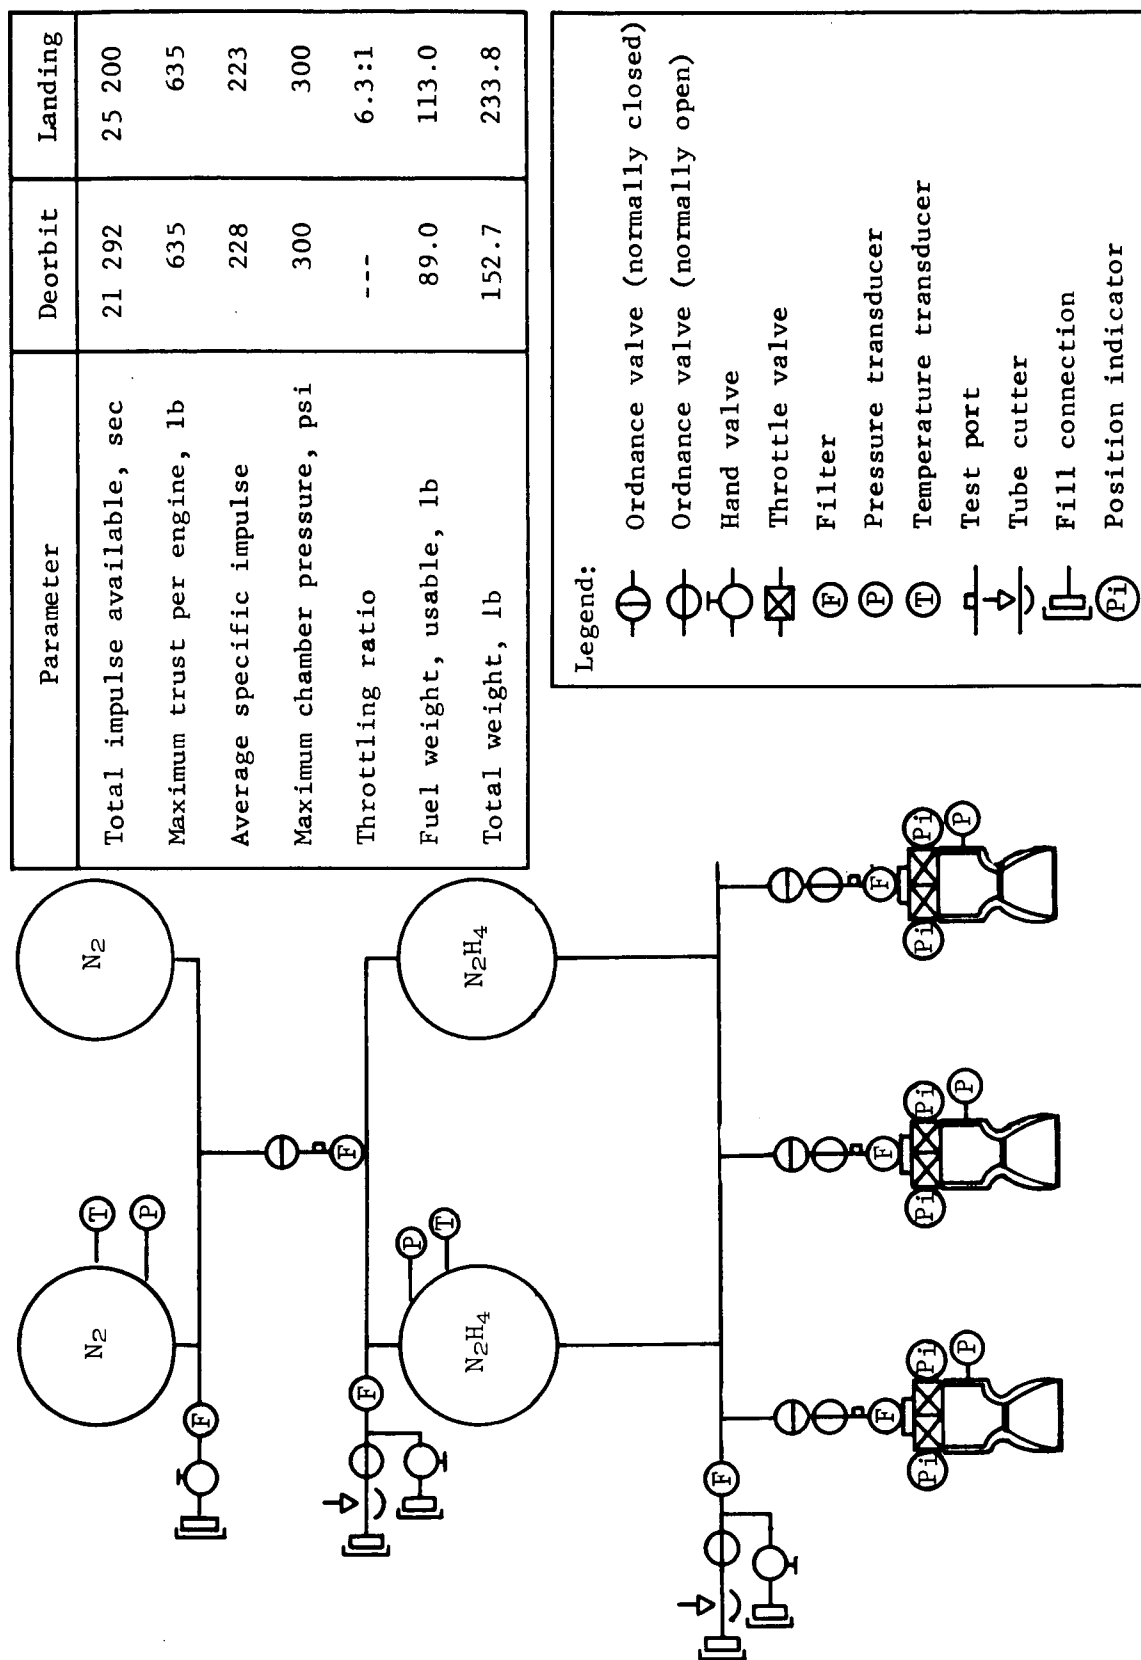 N2
T
N2
P
F
F
F
P
T
N2H4
N2H4
F
F
F
F
Pi
Pi
Pi
Pi
Pi
Pi
P
P
P
Parameter Deorbit Landing
Total impulse available, sec 21 292 25 200
Maximum trust per engine, lb 635 635
Average specific impulse 228 223
Maximum chamber pressure, psi 300 300
Throttling ratio --- 6.3:1
Fuel weight, usable, lb 89.0 113.0
Total weight, lb 152.7 233.8
Legend:
Ordnance valve (normally closed)
Ordnance valve (normally open)
Hand valve
Throttle valve
F Filter
P Pressure transducer
T Temperature transducer
Test port
Tube cutter
Fill connection
Pi Position indicator